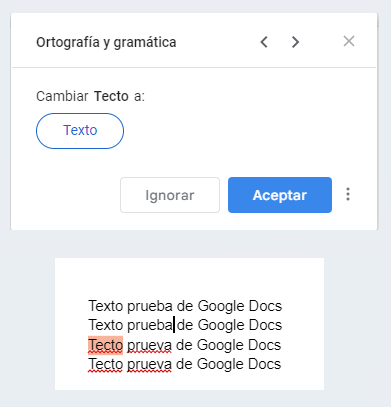 Ortografía y gramática
Cambiar Tecto a:
Texto
Ignorar
Aceptar
Texto prueba de Google Docs
Texto prueba de Google Docs
Tecto prueva de Google Docs
Tecto prueva de Google Docs